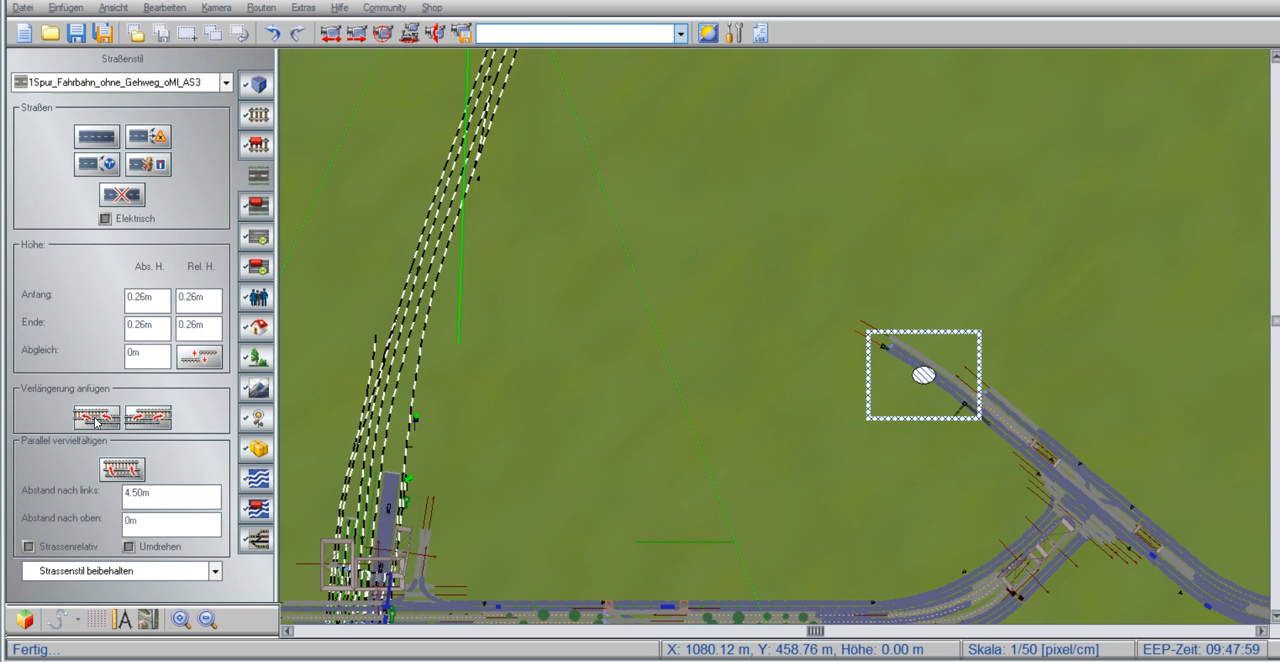 Datei Einfügen Ansicht Bearbeiten Kamera Routen Extras Hilfe Community Shop
Straßenstil
1Spur_Fahrbahn_ohne_Gehweg_oMI_AS3
Straßen
Elektrisch
Höhe:
Abs. H. Rel. H.
Anfang: 0.26m 0.26m
Ende: 0.26m 0.26m
Abgleich: 0m
Verlängerung anfügen
Parallel vervielfältigen
Abstand nach links: 4.50m
Abstand nach oben: 0m
Strassenrelativ Umdrehen
Strassenstil beibehalten
Fertig... X: 1080.12 m, Y: 458.76 m, Höhe: 0.00 m Skala: 1/50 [pixel/cm] EEP-Zeit: 09:47:59